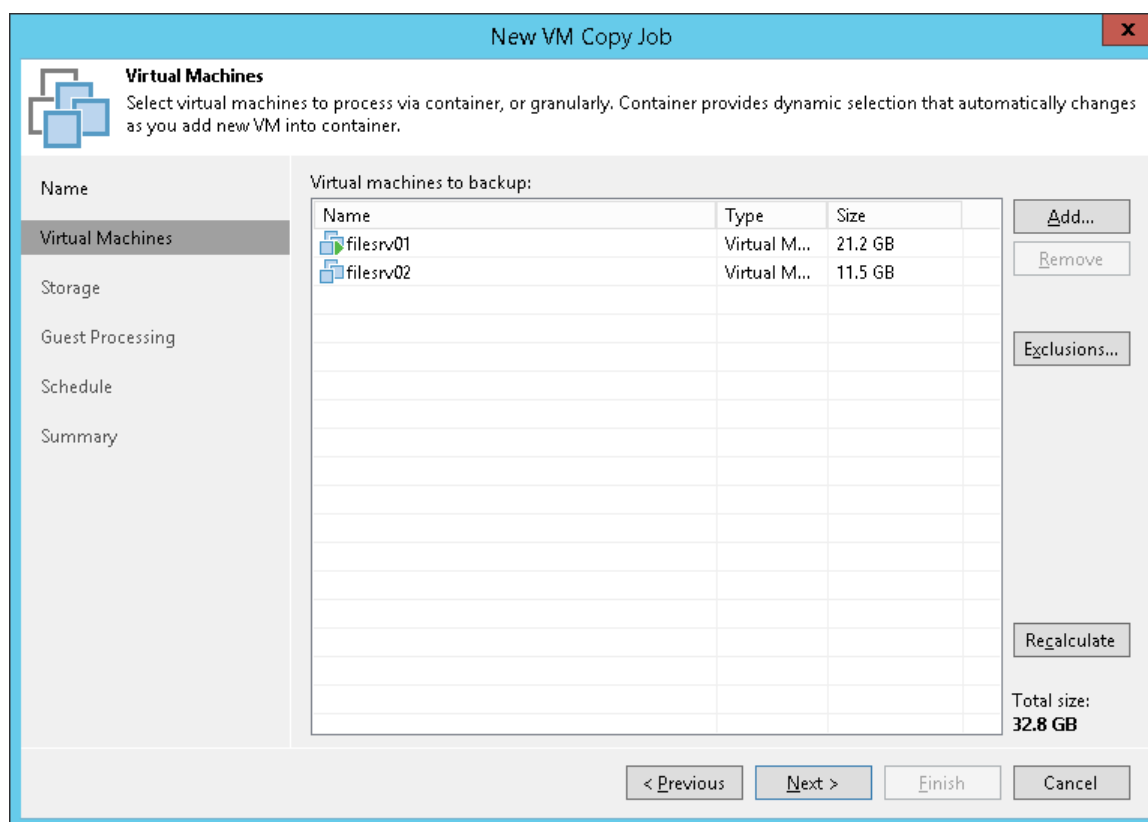 New VM Copy Job
x
Virtual Machines
Select virtual machines to process via container, or granularly. Container provides dynamic selection that automatically changes
as you add new VM into container.
Name
Virtual Machines
Storage
Guest Processing
Schedule
Summary
Virtual machines to backup:
Name Type Size
filesrv01 Virtual M... 21.2 GB
filesrv02 Virtual M... 11.5 GB
Add...
Remove
Exclusions...
Recalculate
Total size:
32.8 GB
< Previous Next > Finish Cancel